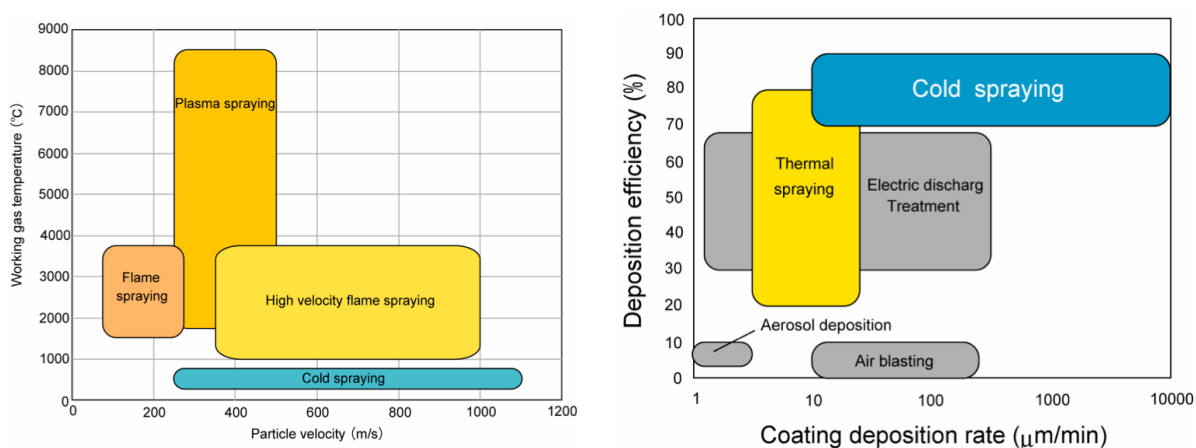 9000
8000
7000
6000
5000
4000
3000
2000
1000
0
Working gas temperature (℃)
Plasma spraying
Flame
spraying
High velocity flame spraying
Cold spraying
0 200 400 600 800 1000 1200
Particle velocity (m/s)
100
90
80
70
60
50
40
30
20
10
0
Deposition efficiency (%)
Cold spraying
Thermal
spraying
Electric discharg
Treatment
Aerosol deposition
Air blasting
1 10 100 1000 10000
Coating deposition rate (μm/min)